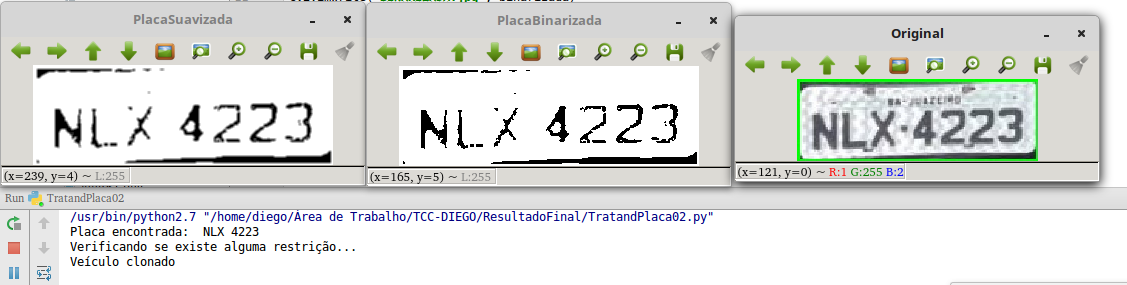 PlacaSuavizada
NLX 4223
(x=239, y=4) ~ L:255
PlacaBinarizada
NLX 4223
(x=165, y=5) ~ L:255
Original
BA-JUAZEIRO
NLX·4223
(x=121, y=0) ~ R:1 G:255 B:2
Run TratandPlaca02
/usr/bin/python2.7 "/home/diego/Área de Trabalho/TCC-DIEGO/ResultadoFinal/TratandPlaca02.py"
Placa encontrada:  NLX 4223
Verificando se existe alguma restrição...
Veículo clonado